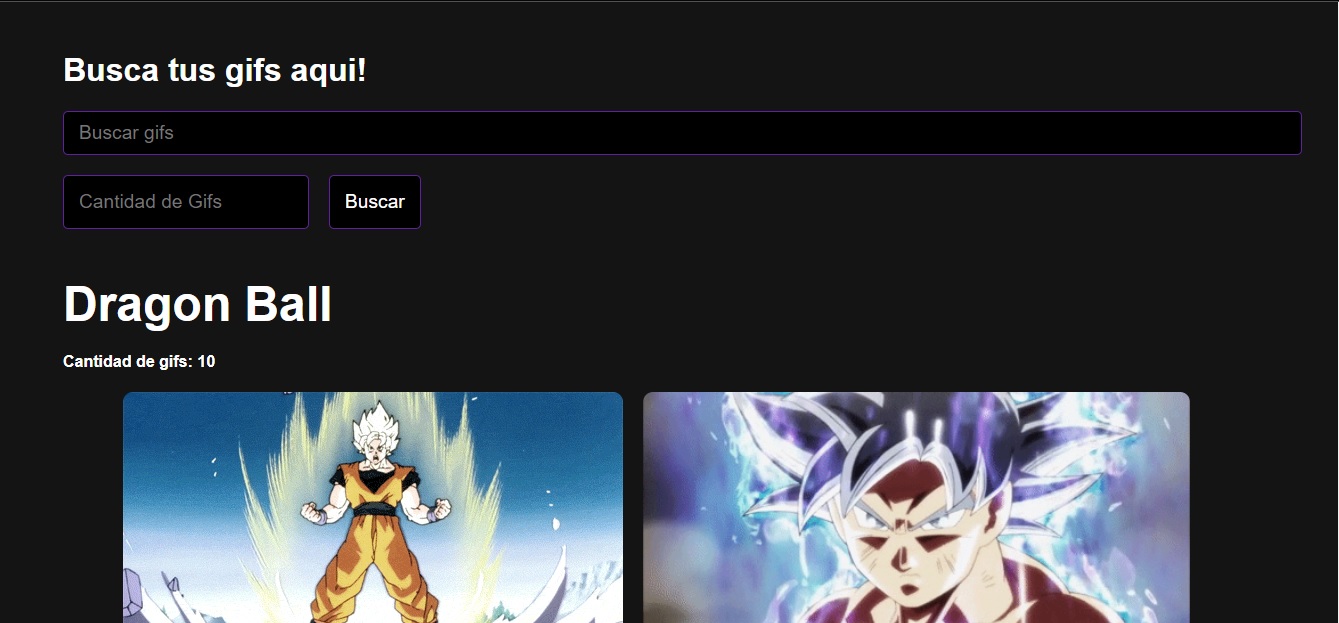 Busca tus gifs aqui!
Buscar gifs
Cantidad de Gifs
Buscar
Dragon Ball
Cantidad de gifs: 10